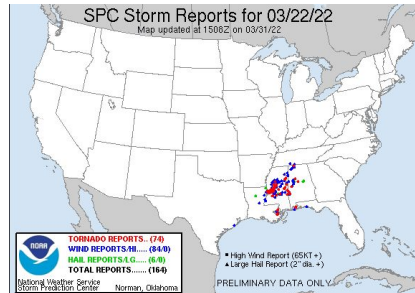 SPC Storm Reports for 03/22/22
Map updated at 1508Z on 03/31/22
NOAA
TORNADO REPORTS.. (74)
WIND REPORTS/HI...... (84/0)
HAIL REPORTS/LG...... (6/0)
TOTAL REPORTS....... (164)
National Weather Service
Storm Prediction Center Norman, Oklahoma
High Wind Report (65KT +)
Large Hail Report (2" dia. +)
PRELIMINARY DATA ONLY